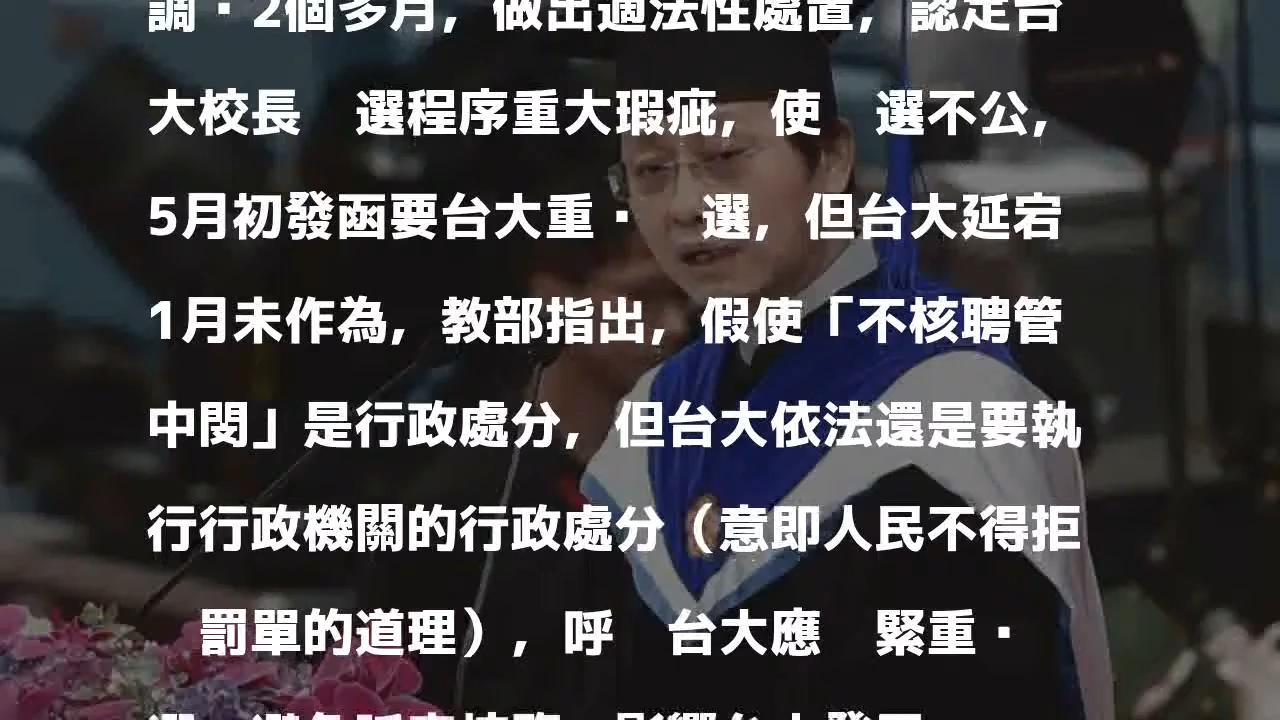 調·2個多月，做出適法性處置，認定台
大校長　選程序重大瑕疵，使　選不公，
5月初發函要台大重·　選，但台大延宕
1月未作為，教部指出，假使「不核聘管
中閔」是行政處分，但台大依法還是要執
行行政機關的行政處分（意即人民不得拒
　罰單的道理），呼　台大應　緊重·